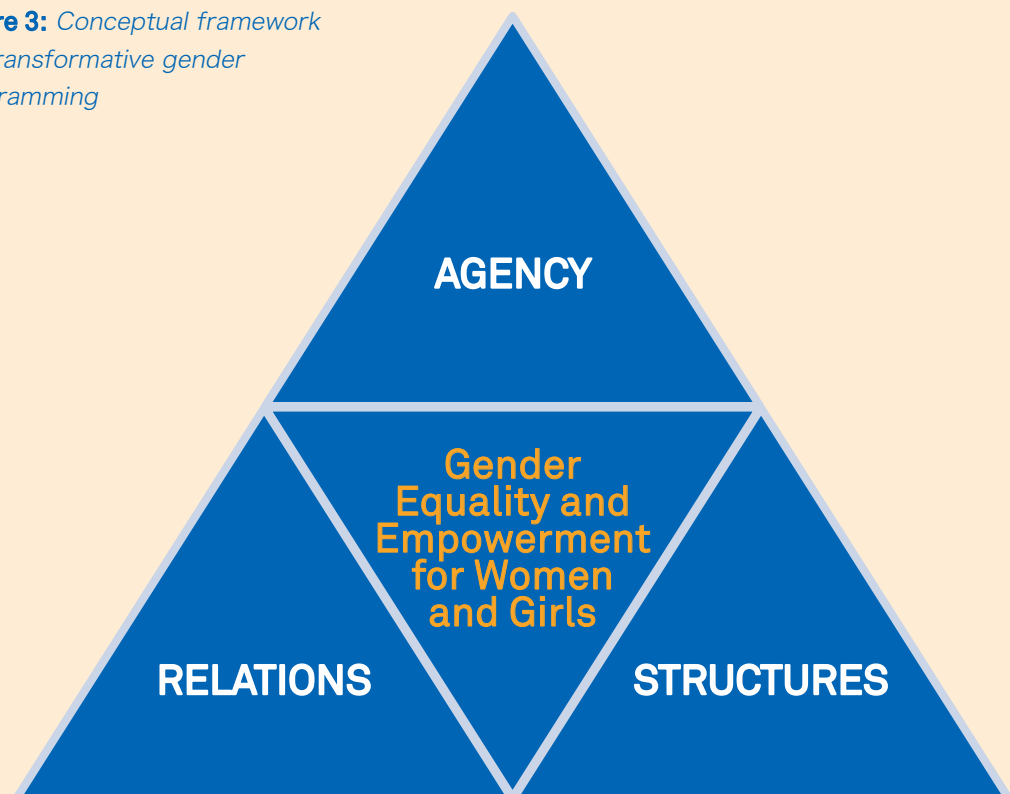 re 3: Conceptual framework
ransformative gender
ramming
AGENCY
Gender
Equality and
Empowerment
for Women
and Girls
RELATIONS
STRUCTURES